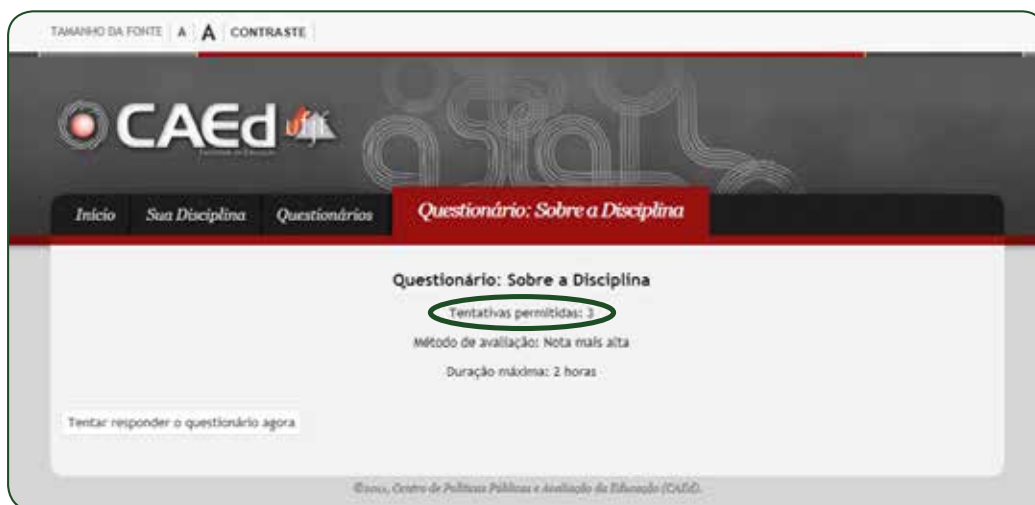 TAMANHO DA FONTE A A CONTRASTE
CAEd ufjf
Início Sua Disciplina Questionários Questionário: Sobre a Disciplina
Questionário: Sobre a Disciplina
Tentativas permitidas: 3
Método de avaliação: Nota mais alta
Duração máxima: 2 horas
Tentar responder o questionário agora
Centro de Políticas Públicas e Avaliação da Educação (CAEd).